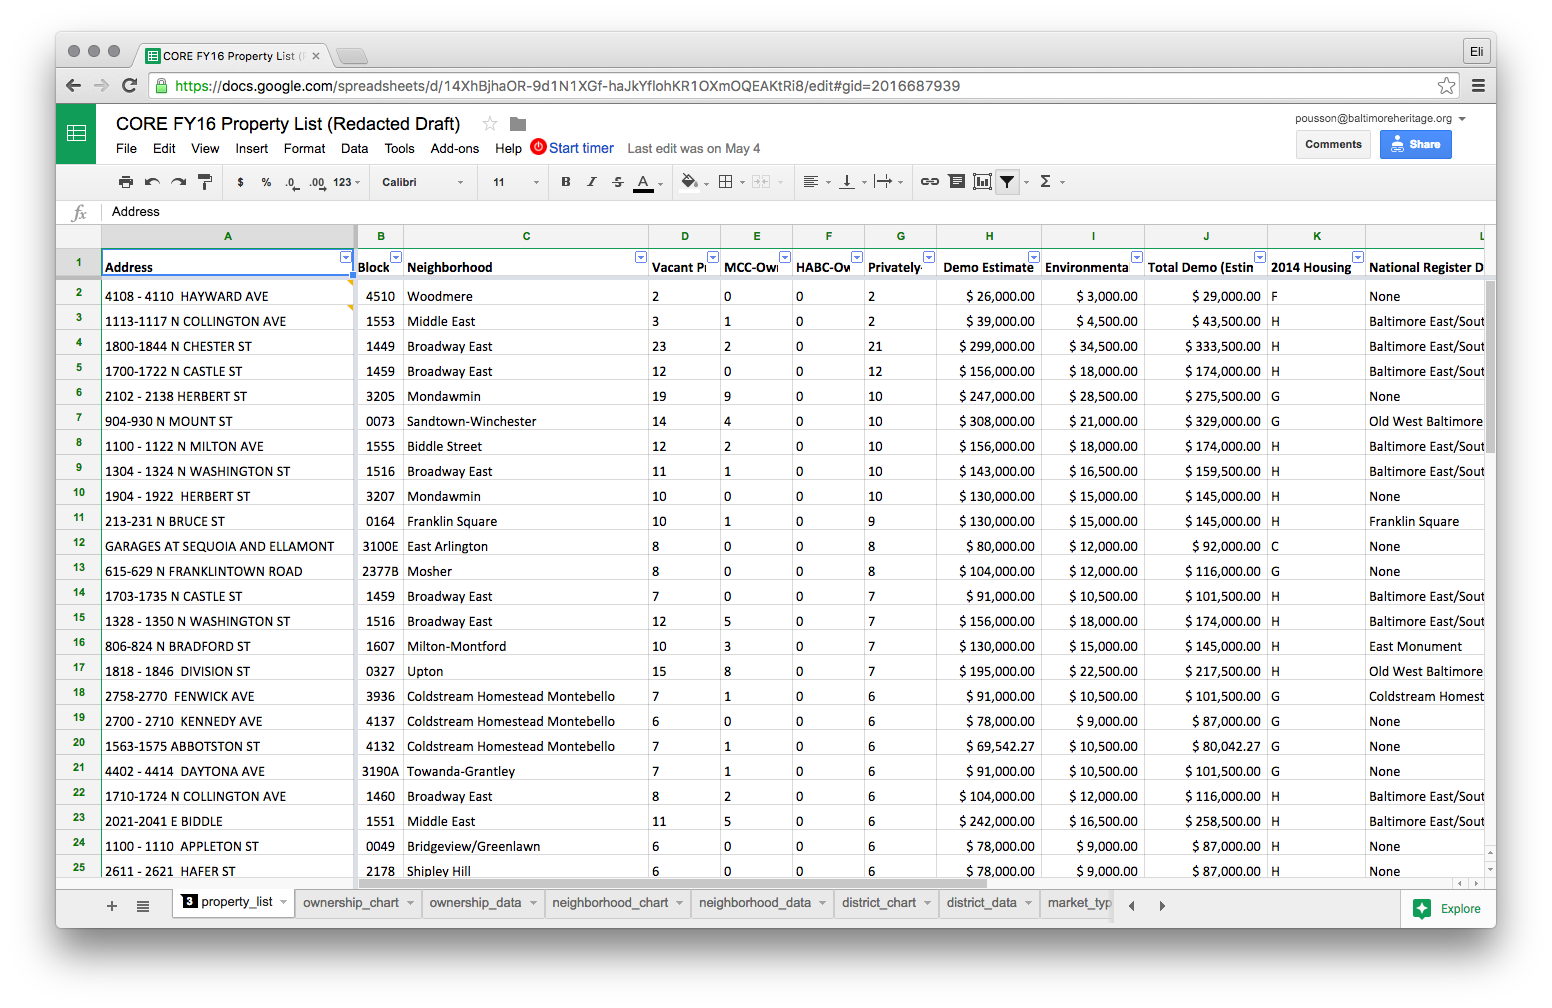 CORE FY16 Property List (
Eli
https://docs.google.com/spreadsheets/d/14XhBjhaOR-9d1N1XGf-haJkYflohKR1OXmOQEAKtRi8/edit#gid=2016687939
CORE FY16 Property List (Redacted Draft)
pousson@baltimoreheritage.org
File Edit View Insert Format Data Tools Add-ons Help Start timer Last edit was on May 4
Comments Share
$ % .0 .00 123 Calibri 11 B I S A Σ
fx Address
A B C D E F G H I J K L
1 Address Block Neighborhood Vacant P MCC-Ow HABC-Ow Privately- Demo Estimate Environmenta Total Demo (Estin 2014 Housing National Register D
2 4108 - 4110 HAYWARD AVE 4510 Woodmere 2 0 0 2 $ 26,000.00 $ 3,000.00 $ 29,000.00 F None
3 1113-1117 N COLLINGTON AVE 1553 Middle East 3 1 0 2 $ 39,000.00 $ 4,500.00 $ 43,500.00 H Baltimore East/Sout
4 1800-1844 N CHESTER ST 1449 Broadway East 23 2 0 21 $ 299,000.00 $ 34,500.00 $ 333,500.00 H Baltimore East/Sout
5 1700-1722 N CASTLE ST 1459 Broadway East 12 0 0 12 $ 156,000.00 $ 18,000.00 $ 174,000.00 H Baltimore East/Sout
6 2102 - 2138 HERBERT ST 3205 Mondawmin 19 9 0 10 $ 247,000.00 $ 28,500.00 $ 275,500.00 G None
7 904-930 N MOUNT ST 0073 Sandtown-Winchester 14 4 0 10 $ 308,000.00 $ 21,000.00 $ 329,000.00 G Old West Baltimore
8 1100 - 1122 N MILTON AVE 1555 Biddle Street 12 2 0 10 $ 156,000.00 $ 18,000.00 $ 174,000.00 H Baltimore East/Sout
9 1304 - 1324 N WASHINGTON ST 1516 Broadway East 11 1 0 10 $ 143,000.00 $ 16,500.00 $ 159,500.00 H Baltimore East/Sout
10 1904 - 1922 HERBERT ST 3207 Mondawmin 10 0 0 10 $ 130,000.00 $ 15,000.00 $ 145,000.00 H None
11 213-231 N BRUCE ST 0164 Franklin Square 10 1 0 9 $ 130,000.00 $ 15,000.00 $ 145,000.00 H Franklin Square
12 GARAGES AT SEQUOIA AND ELLAMONT 3100E East Arlington 8 0 0 8 $ 80,000.00 $ 12,000.00 $ 92,000.00 C None
13 615-629 N FRANKLINTOWN ROAD 2377B Mosher 8 0 0 8 $ 104,000.00 $ 12,000.00 $ 116,000.00 G None
14 1703-1735 N CASTLE ST 1459 Broadway East 7 0 0 7 $ 91,000.00 $ 10,500.00 $ 101,500.00 H Baltimore East/Sout
15 1328 - 1350 N WASHINGTON ST 1516 Broadway East 12 5 0 7 $ 156,000.00 $ 18,000.00 $ 174,000.00 H Baltimore East/Sout
16 806-824 N BRADFORD ST 1607 Milton-Montford 10 3 0 7 $ 130,000.00 $ 15,000.00 $ 145,000.00 H East Monument
17 1818 - 1846 DIVISION ST 0327 Upton 15 8 0 7 $ 195,000.00 $ 22,500.00 $ 217,500.00 H Old West Baltimore
18 2758-2770 FENWICK AVE 3936 Coldstream Homestead Montebello 7 1 0 6 $ 91,000.00 $ 10,500.00 $ 101,500.00 G Coldstream Homest
19 2700 - 2710 KENNEDY AVE 4137 Coldstream Homestead Montebello 6 0 0 6 $ 78,000.00 $ 9,000.00 $ 87,000.00 G None
20 1563-1575 ABBOTSTON ST 4132 Coldstream Homestead Montebello 7 1 0 6 $ 69,542.27 $ 10,500.00 $ 80,042.27 G None
21 4402 - 4414 DAYTONA AVE 3190A Towanda-Grantley 7 1 0 6 $ 91,000.00 $ 10,500.00 $ 101,500.00 G None
22 1710-1724 N COLLINGTON AVE 1460 Broadway East 8 2 0 6 $ 104,000.00 $ 12,000.00 $ 116,000.00 H Baltimore East/Sout
23 2021-2041 E BIDDLE 1551 Middle East 11 5 0 6 $ 242,000.00 $ 16,500.00 $ 258,500.00 H Baltimore East/Sout
24 1100 - 1110 APPLETON ST 0049 Bridgeview/Greenlawn 6 0 0 6 $ 78,000.00 $ 9,000.00 $ 87,000.00 H None
25 2611 - 2621 HAFER ST 2178 Shipley Hill 6 0 0 6 $ 78,000.00 $ 9,000.00 $ 87,000.00 H None
3 property_list ownership_chart ownership_data neighborhood_chart neighborhood_data district_chart district_data market_typ Explore